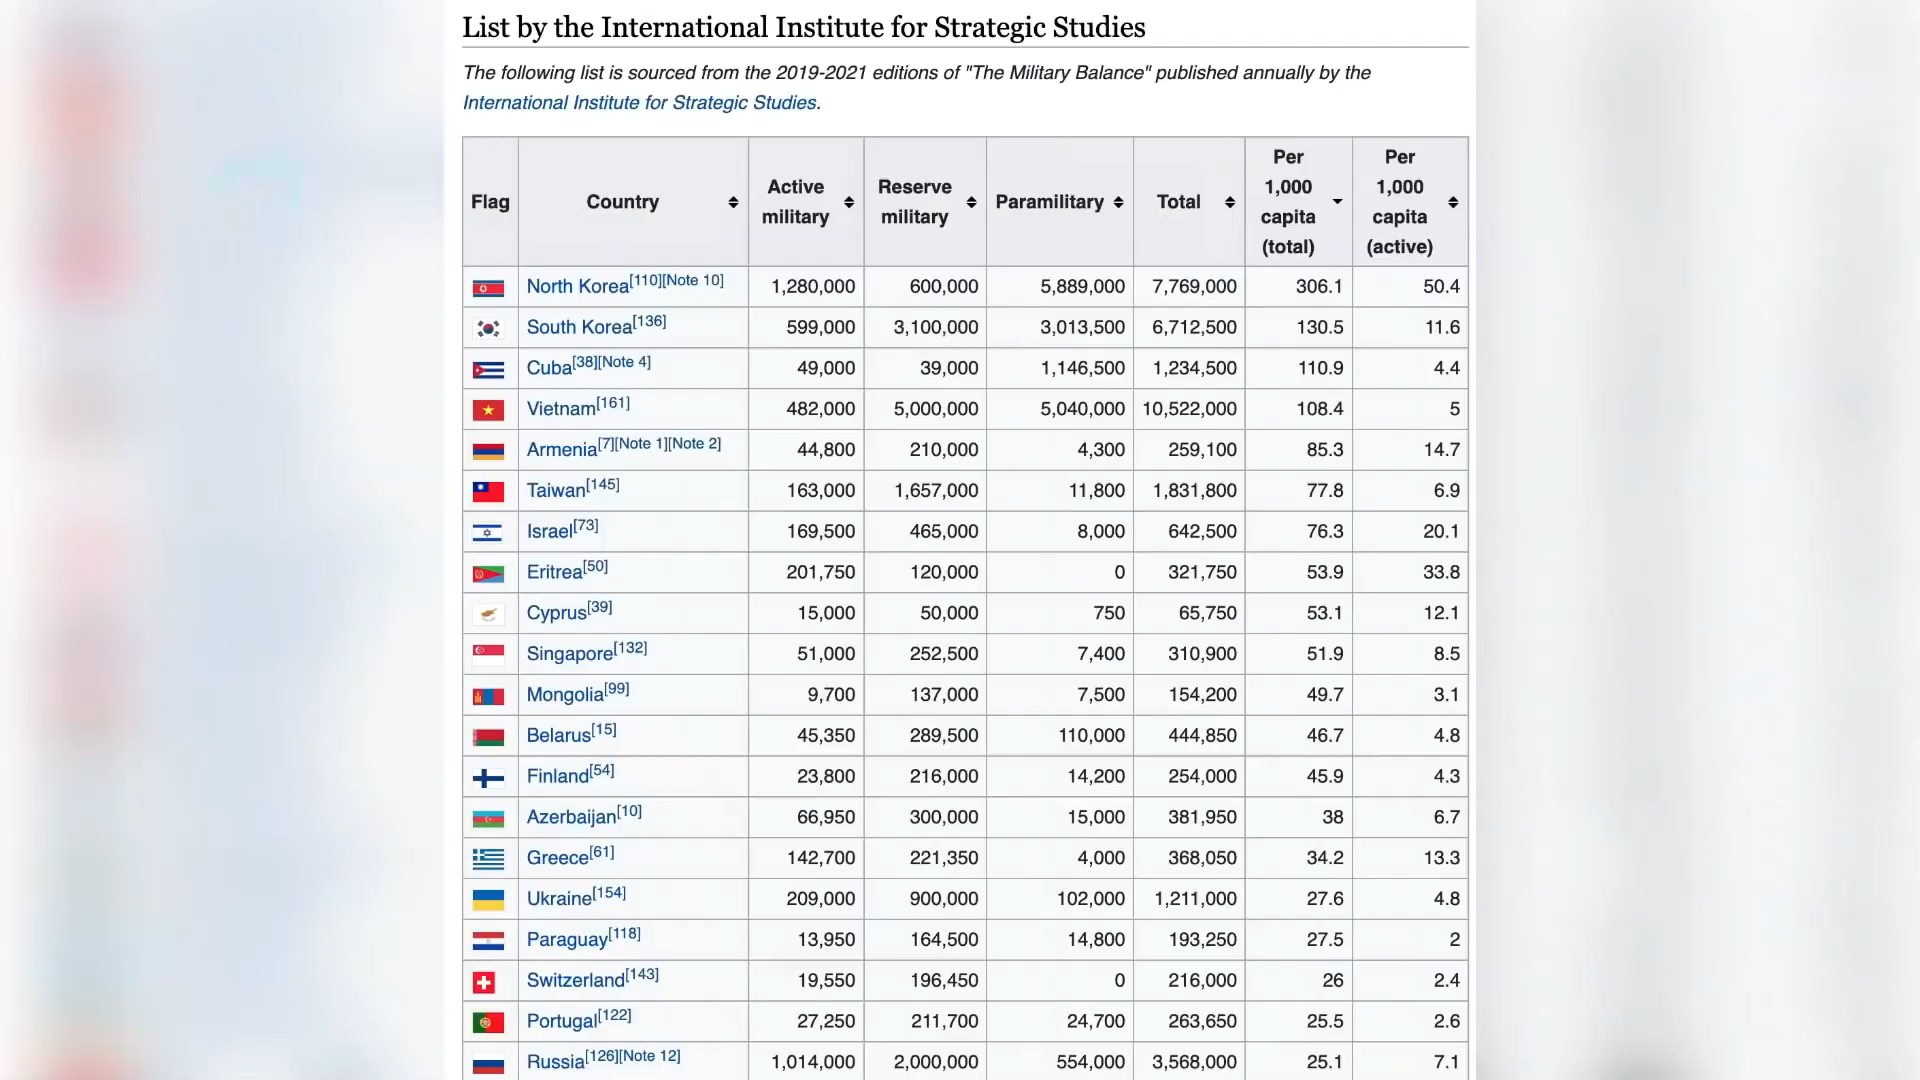 List by the International Institute for Strategic Studies
The following list is sourced from the 2019-2021 editions of "The Military Balance" published annually by the
International Institute for Strategic Studies.
Flag Country Active military Reserve military Paramilitary Total Per 1,000 capita (total) Per 1,000 capita (active)
North Korea[110][Note 10] 1,280,000 600,000 5,889,000 7,769,000 306.1 50.4
South Korea[136] 599,000 3,100,000 3,013,500 6,712,500 130.5 11.6
Cuba[38][Note 4] 49,000 39,000 1,146,500 1,234,500 110.9 4.4
Vietnam[161] 482,000 5,000,000 5,040,000 10,522,000 108.4 5
Armenia[7][Note 1][Note 2] 44,800 210,000 4,300 259,100 85.3 14.7
Taiwan[145] 163,000 1,657,000 11,800 1,831,800 77.8 6.9
Israel[73] 169,500 465,000 8,000 642,500 76.3 20.1
Eritrea[50] 201,750 120,000 0 321,750 53.9 33.8
Cyprus[39] 15,000 50,000 750 65,750 53.1 12.1
Singapore[132] 51,000 252,500 7,400 310,900 51.9 8.5
Mongolia[99] 9,700 137,000 7,500 154,200 49.7 3.1
Belarus[15] 45,350 289,500 110,000 444,850 46.7 4.8
Finland[54] 23,800 216,000 14,200 254,000 45.9 4.3
Azerbaijan[10] 66,950 300,000 15,000 381,950 38 6.7
Greece[61] 142,700 221,350 4,000 368,050 34.2 13.3
Ukraine[154] 209,000 900,000 102,000 1,211,000 27.6 4.8
Paraguay[118] 13,950 164,500 14,800 193,250 27.5 2
Switzerland[143] 19,550 196,450 0 216,000 26 2.4
Portugal[122] 27,250 211,700 24,700 263,650 25.5 2.6
Russia[126][Note 12] 1,014,000 2,000,000 554,000 3,568,000 25.1 7.1